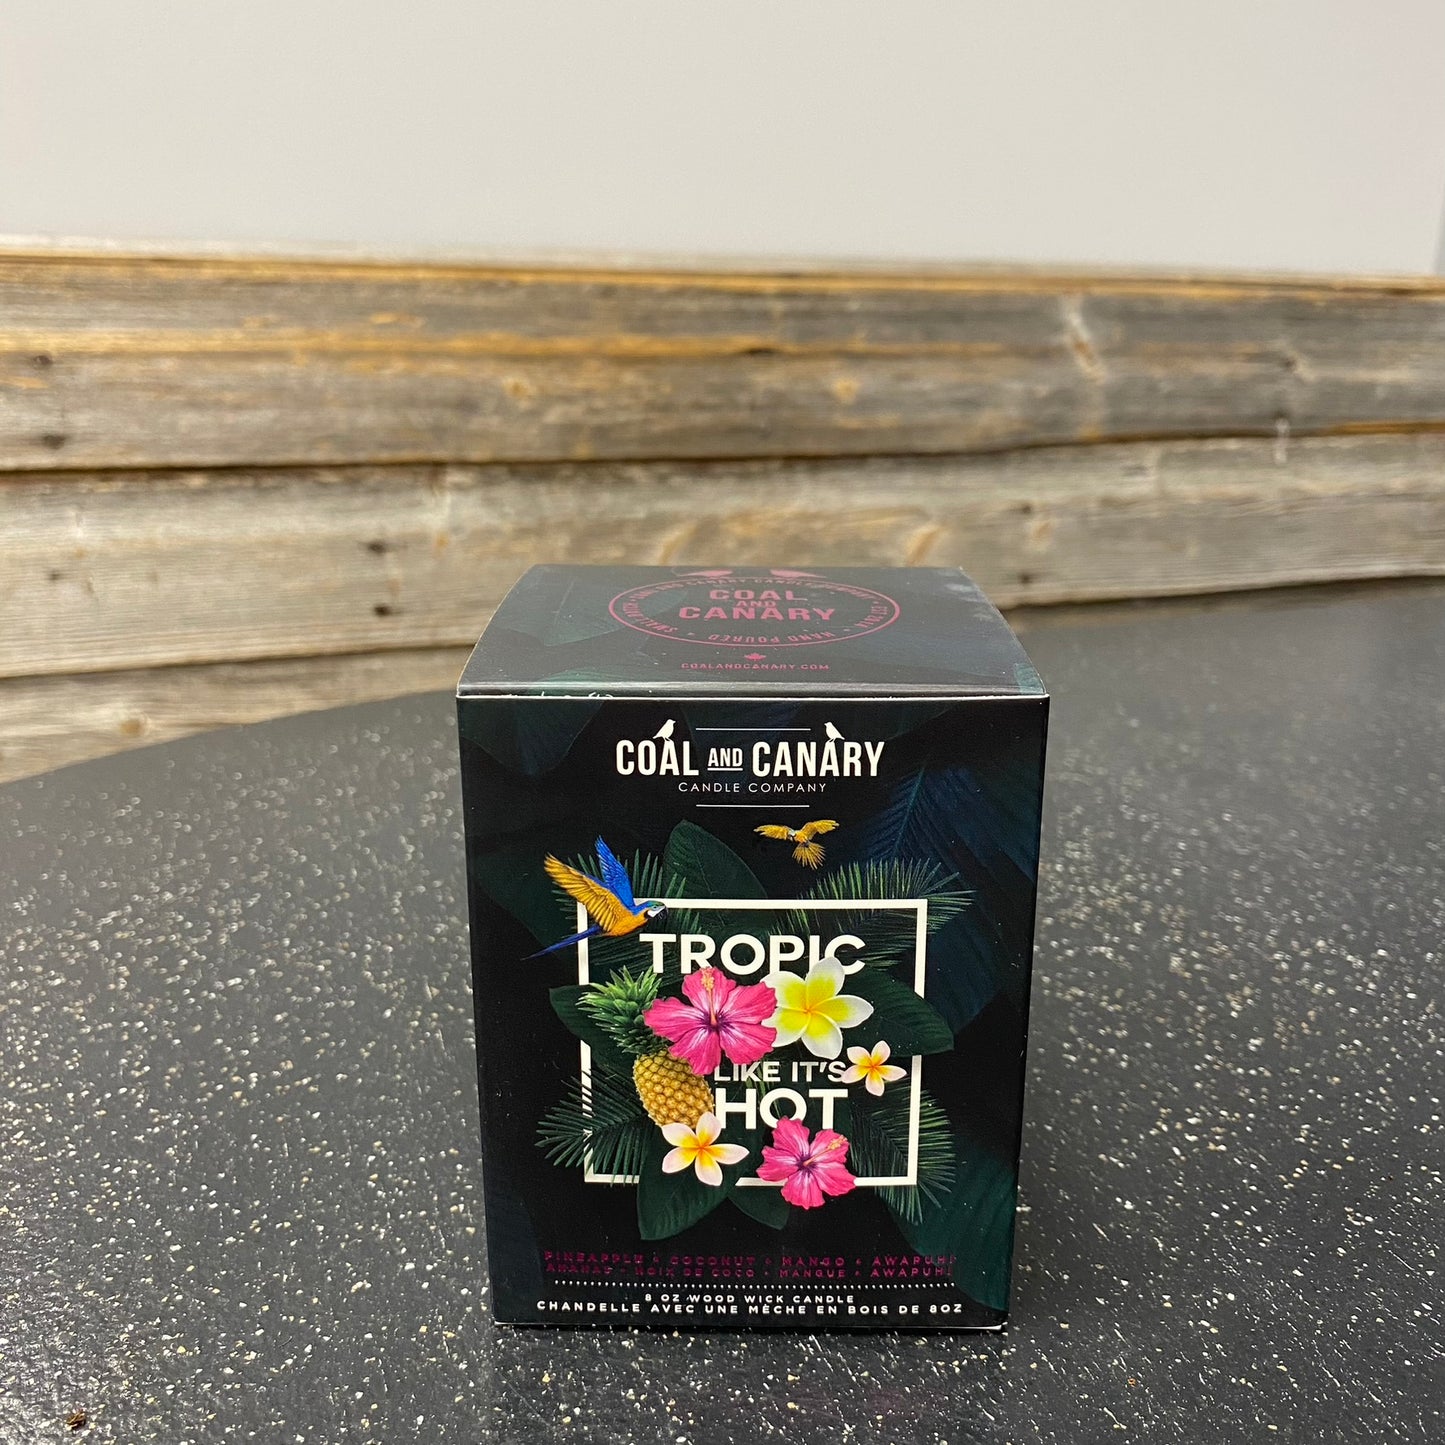 COAL
AND
CANARY
HAND POURED
COALANDCANARY.COM
COAL AND CANARY
CANDLE COMPANY
TROPIC
LIKE IT'S
HOT
PINEAPPLE • COCONUT • MANGO • AWAPUHI
ANANAS • NOIX DE COCO • MANGUE • AWAPUHI
8 OZ WOOD WICK CANDLE
CHANDELLE AVEC UNE MÈCHE EN BOIS DE 8OZ